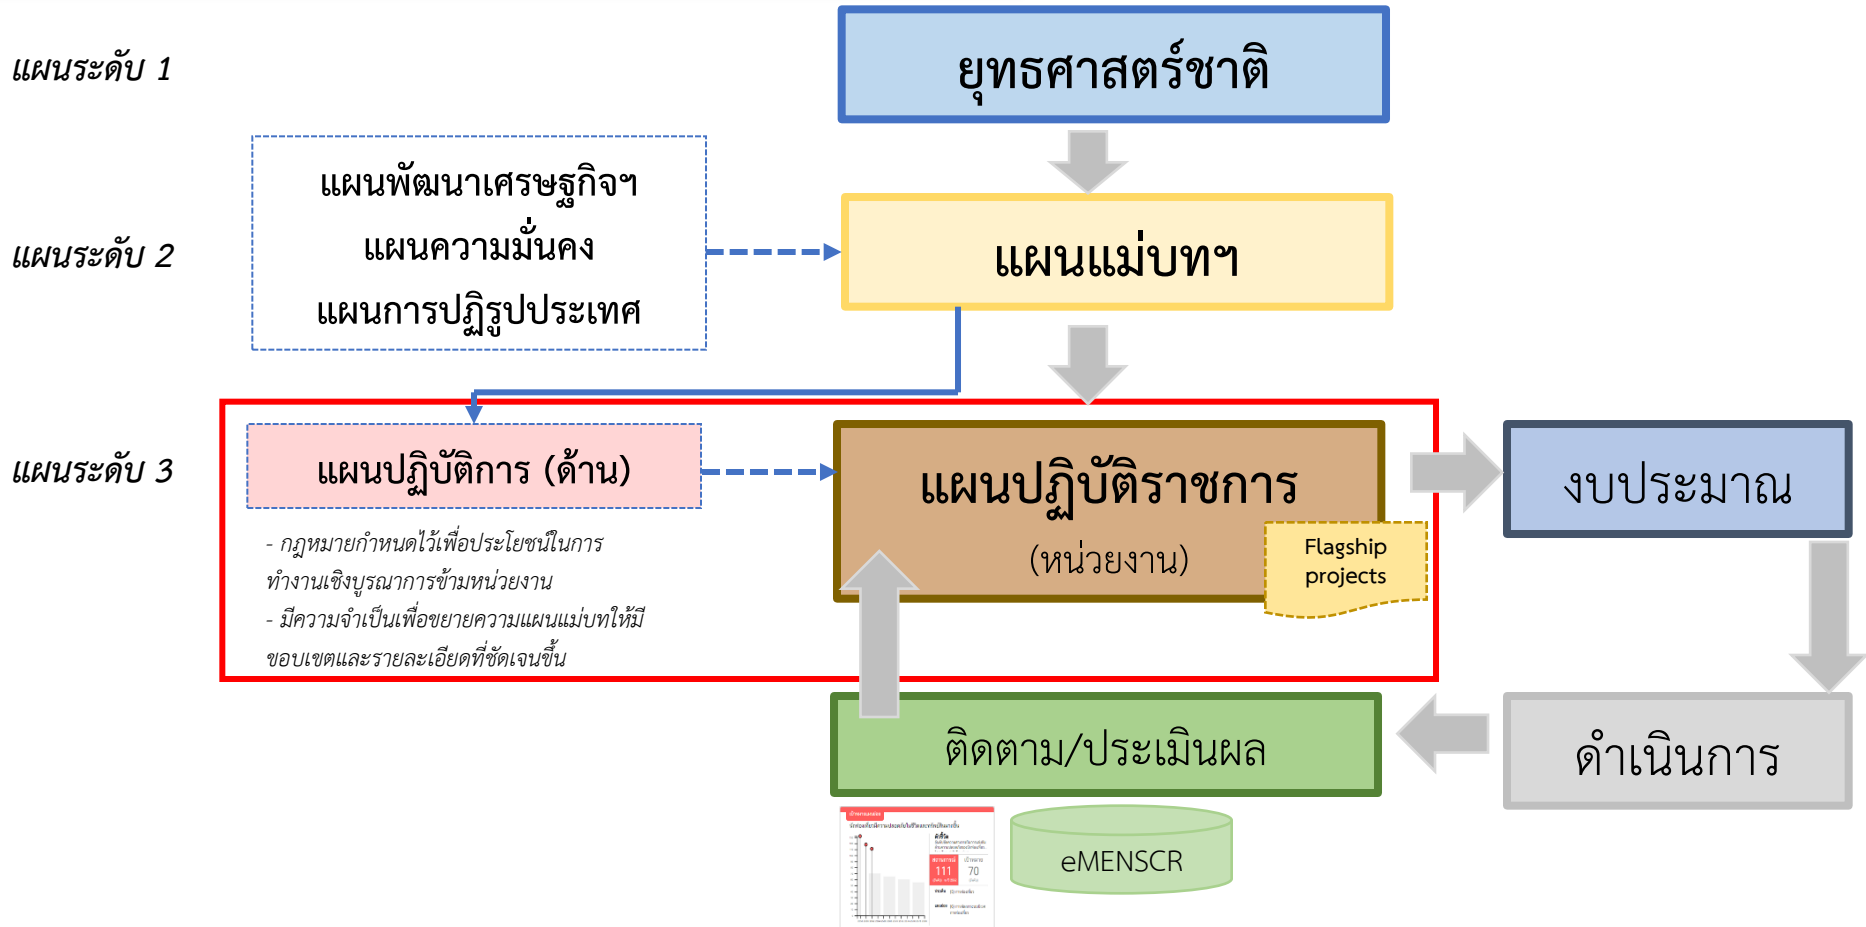 แผนระดับ 1
ยุทธศาสตร์ชาติ
แผนระดับ 2
แผนพัฒนาเศรษฐกิจฯ
แผนความมั่นคง
แผนการปฏิรูปประเทศ
แผนแม่บทฯ
แผนระดับ 3
แผนปฏิบัติการ (ด้าน)
- กฎหมายกำหนดไว้เพื่อประโยชน์ในการ
ทำงานเชิงบูรณาการข้ามหน่วยงาน
- มีความจำเป็นเพื่อขยายความแผนแม่บทให้มี
ขอบเขตและรายละเอียดที่ชัดเจนขึ้น
แผนปฏิบัติราชการ
(หน่วยงาน)
Flagship
projects
งบประมาณ
ดำเนินการ
ติดตาม/ประเมินผล
ตัวชี้วัด
111
70
eMENSCR